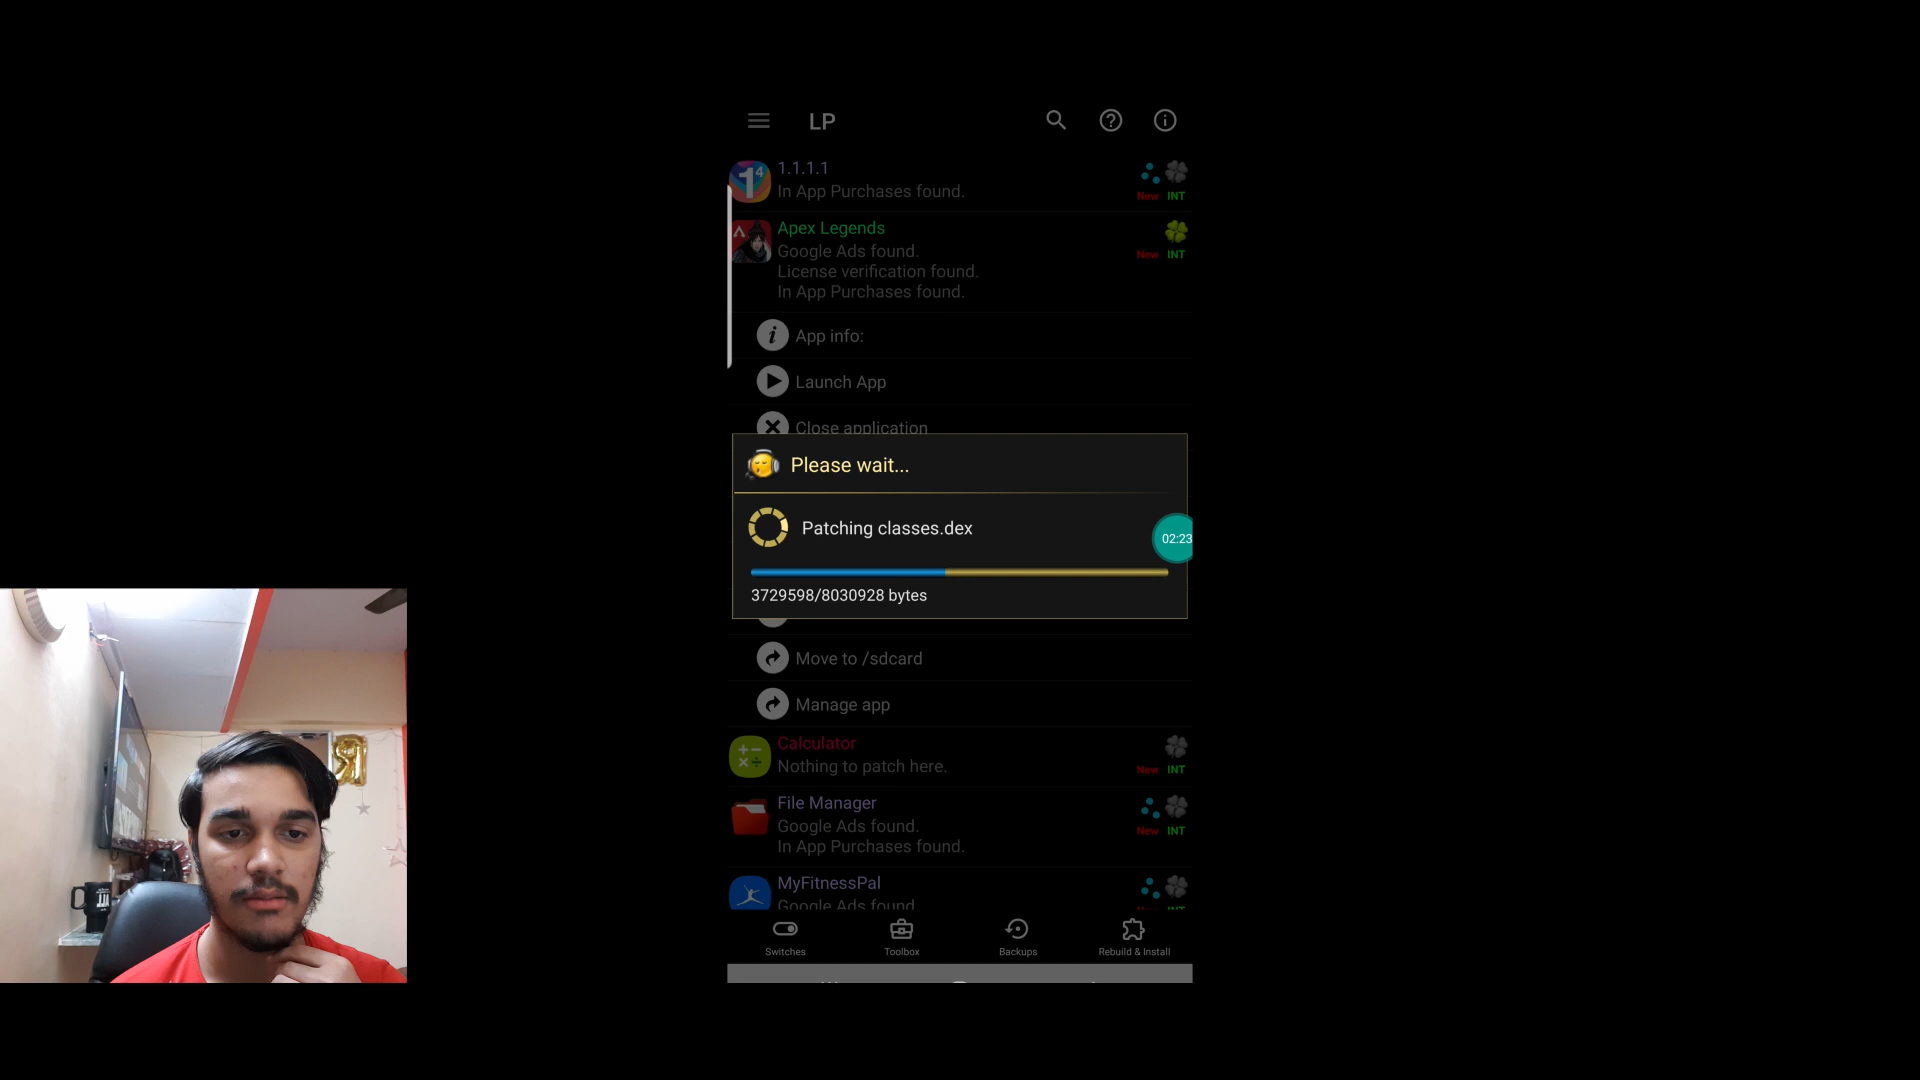 LP
1.1.1.1
In App Purchases found.
New INT
Apex Legends
Google Ads found.
License verification found.
In App Purchases found.
New INT
App info:
Launch App
Close application
Please wait...
Patching classes.dex
02:23
3729598/8030928 bytes
Move to /sdcard
Manage app
Calculator
Nothing to patch here.
New INT
File Manager
Google Ads found.
In App Purchases found.
New INT
MyFitnessPal
Google Ads found
Switches
Toolbox
Backups
Rebuild & Install